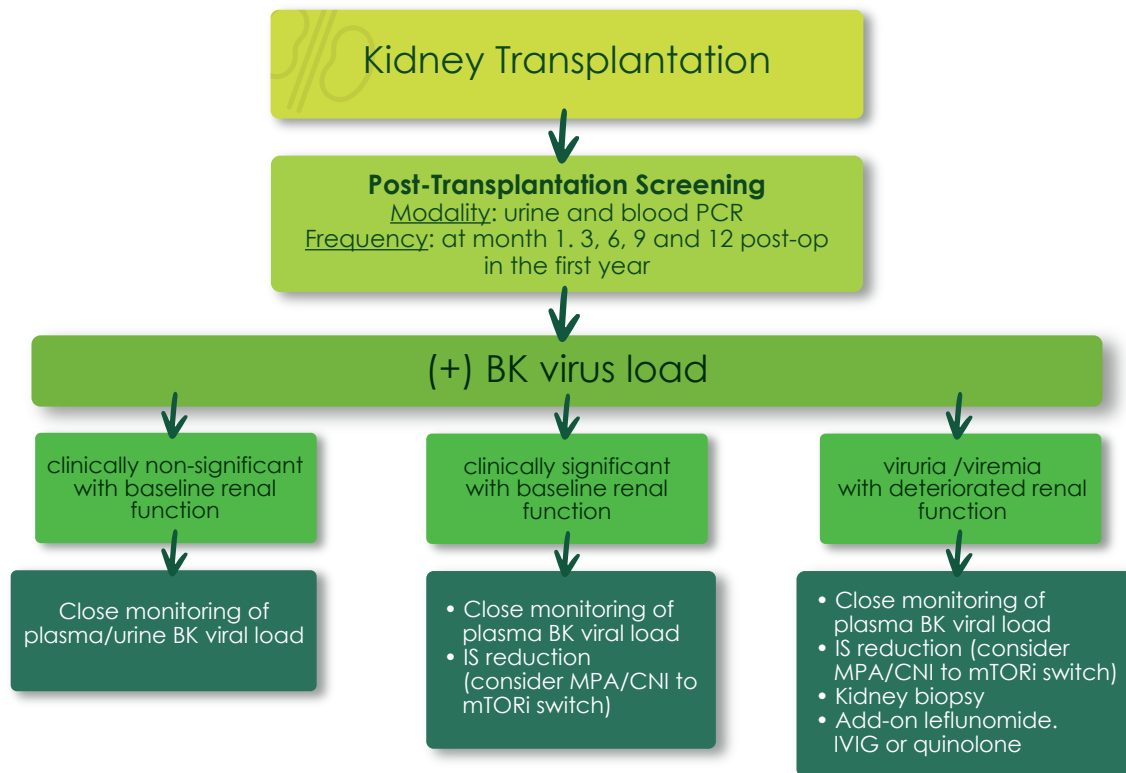 Kidney Transplantation
Post-Transplantation Screening
Modality: urine and blood PCR
Frequency: at month 1. 3, 6, 9 and 12 post-op
in the first year
(+) BK virus load
clinically non-significant
with baseline renal
function
Close monitoring of
plasma/urine BK viral load
clinically significant
with baseline renal
function
• Close monitoring of
plasma BK viral load
• IS reduction
(consider MPA/CNI to
mTORi switch)
viruria /viremia
with deteriorated renal
function
• Close monitoring of
plasma BK viral load
• IS reduction (consider
MPA/CNI to mTORi switch)
• Kidney biopsy
• Add-on leflunomide.
IVIG or quinolone